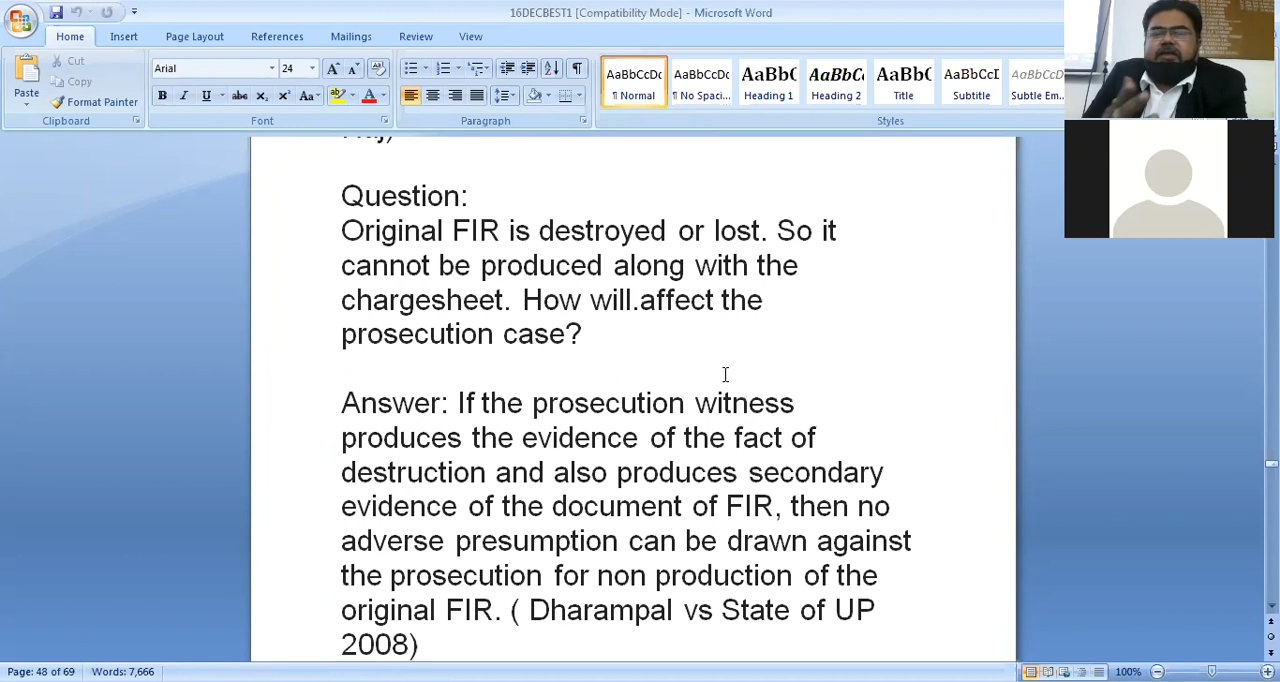 16DECBEST1 [Compatibility Mode] - Microsoft Word
Home Insert Page Layout References Mailings Review View
Paste
Cut
Copy
Format Painter
Clipboard
Arial 24
Font
Paragraph
AaBbCcDc AaBbCcDc AaBbC AaBbCc AaBbC AaBbCcI AaBbCcDc
¶ Normal ¶ No Spaci... Heading 1 Heading 2 Title Subtitle Subtle Em...
Styles
Question:
Original FIR is destroyed or lost. So it
cannot be produced along with the
chargesheet. How will.affect the
prosecution case?
Answer: If the prosecution witness
produces the evidence of the fact of
destruction and also produces secondary
evidence of the document of FIR, then no
adverse presumption can be drawn against
the prosecution for non production of the
original FIR. ( Dharampal vs State of UP
2008)
Page: 48 of 69 Words: 7,666 100%